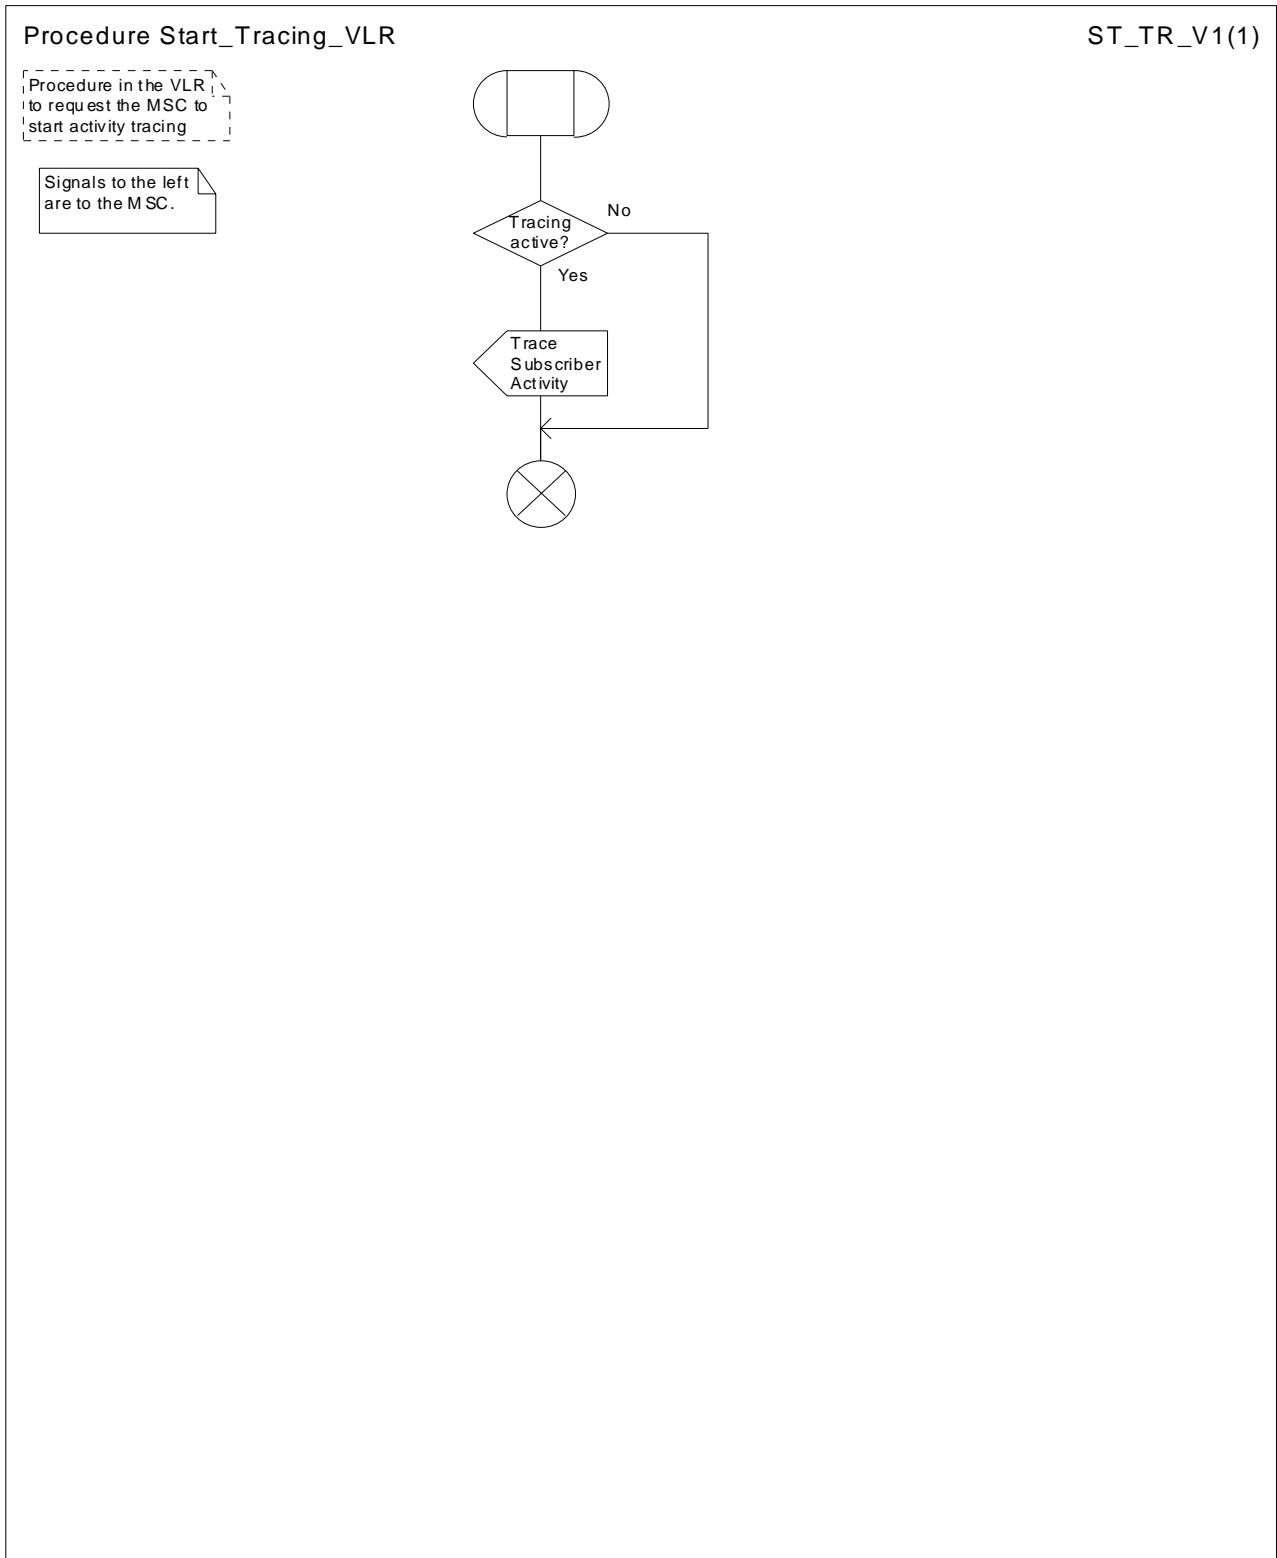 Procedure Start_Tracing_VLR
ST_TR_V1(1)
Procedure in the VLR
to request the MSC to
start activity tracing
Signals to the left
are to the MSC.
Tracing
active?
No
Yes
Trace
Subscriber
Activity